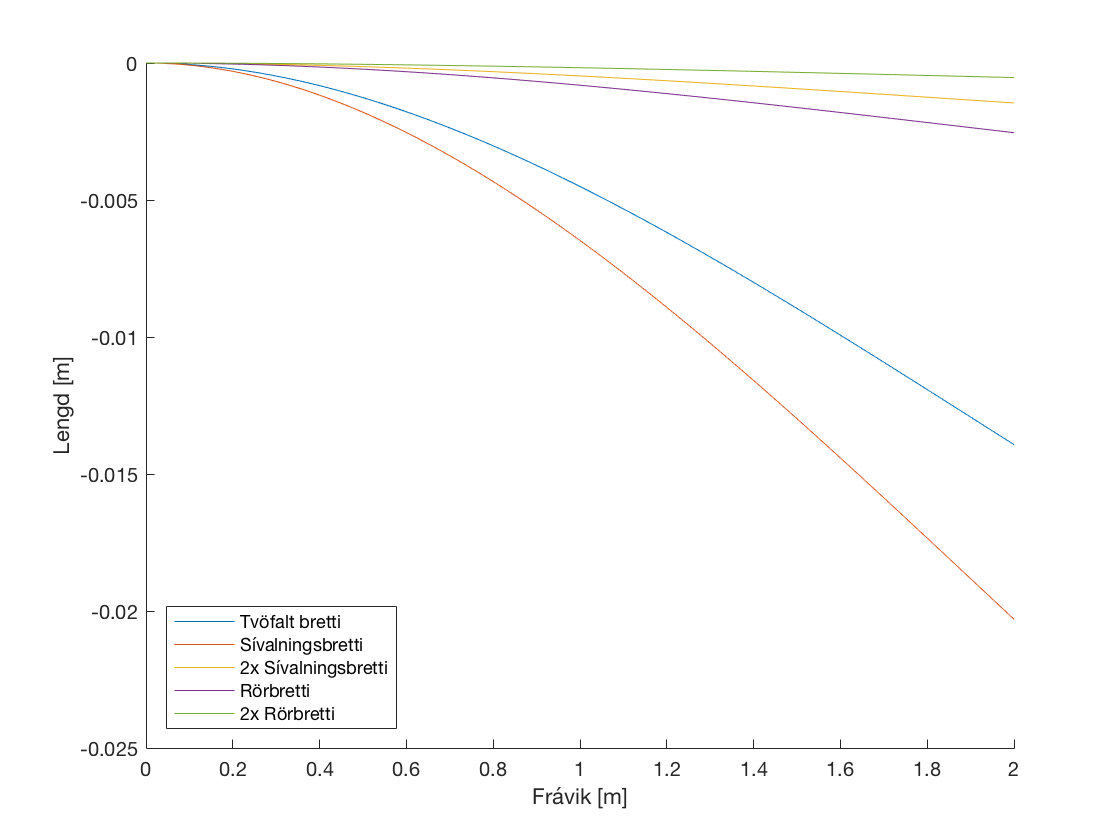 0
-0.005
-0.01
-0.015
-0.02
-0.025
Lengd [m]
Tvöfalt bretti
Sívalningsbretti
2x Sívalningsbretti
Rörbretti
2x Rörbretti
0 0.2 0.4 0.6 0.8 1 1.2 1.4 1.6 1.8 2
Frávik [m]